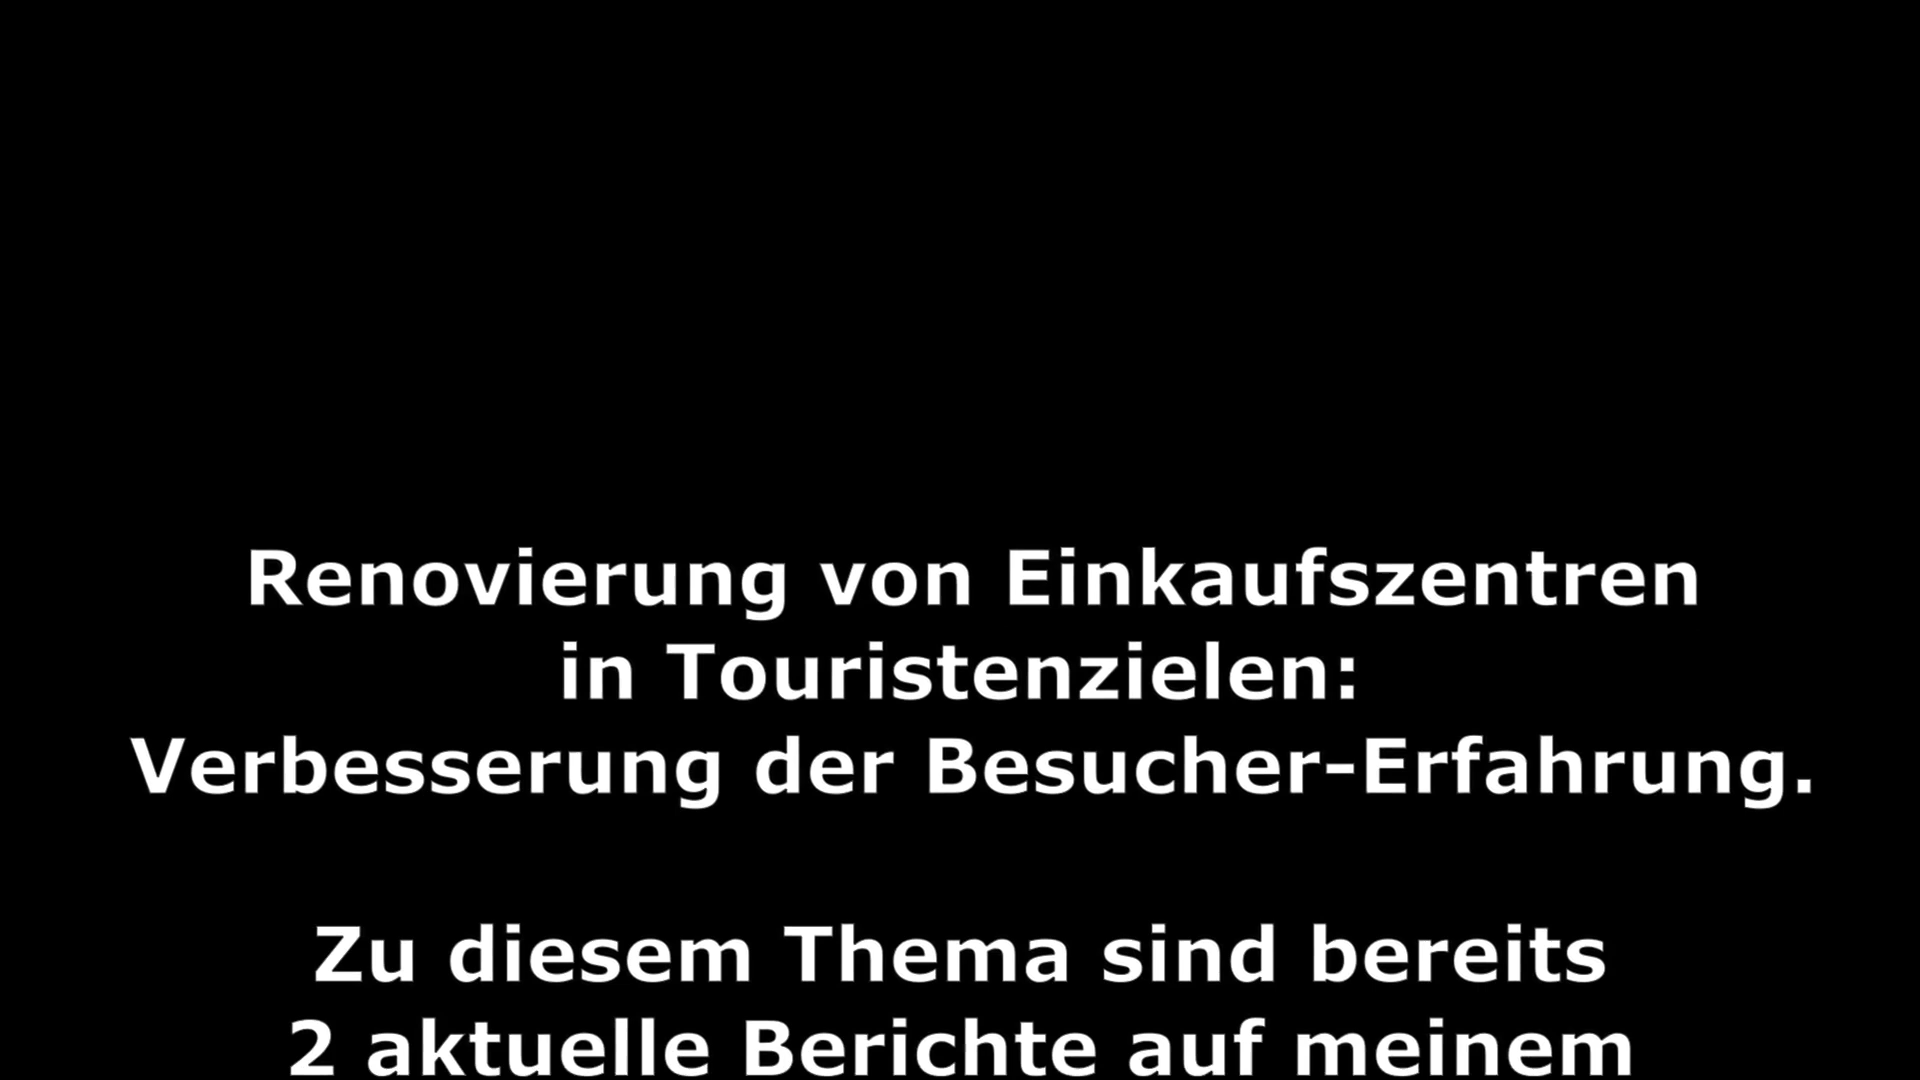 Renovierung von Einkaufszentren
in Touristenzielen:
Verbesserung der Besucher-Erfahrung.
Zu diesem Thema sind bereits
2 aktuelle Berichte auf meinem